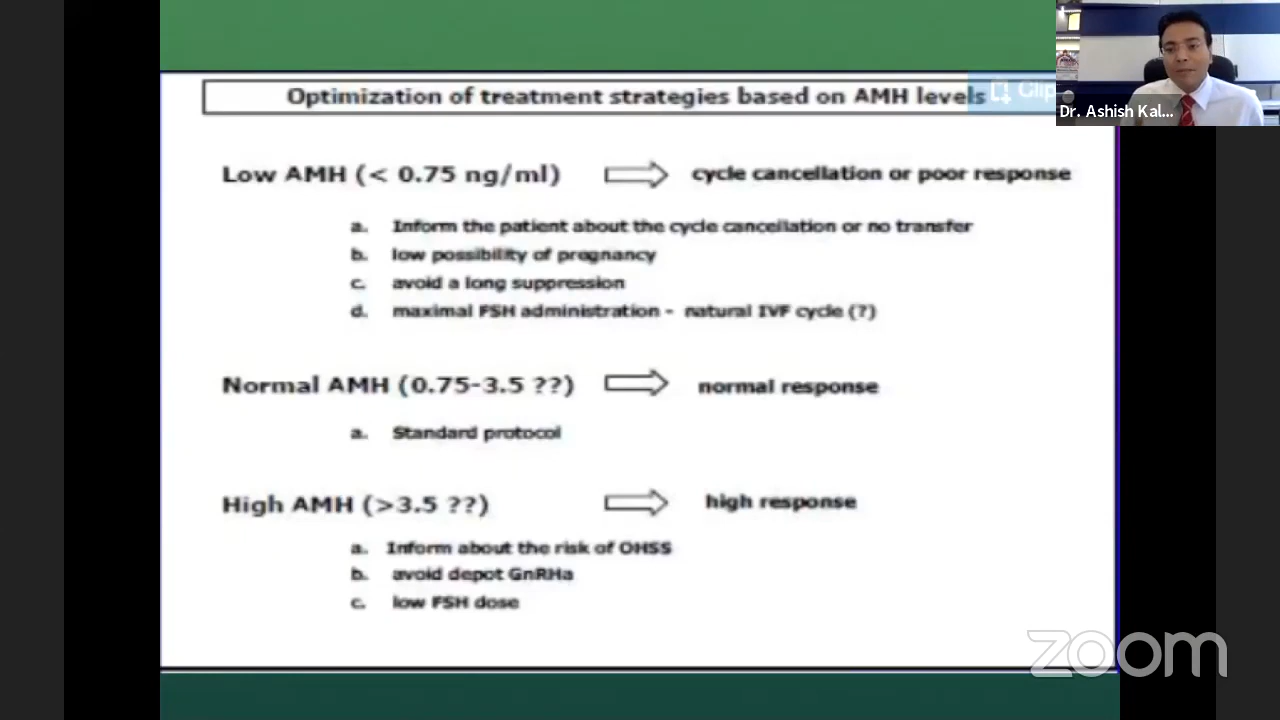 Optimization of treatment strategies based on AMH levels
Clip
Dr. Ashish Kal...
Low AMH (< 0.75 ng/ml) cycle cancellation or poor response
a. Inform the patient about the cycle cancellation or no transfer
b. low possibility of pregnancy
c. avoid a long suppression
d. maximal FSH administration - natural IVF cycle (?)
Normal AMH (0.75-3.5 ??) normal response
a. Standard protocol
High AMH (>3.5 ??) high response
a. Inform about the risk of OHSS
b. avoid depot GnRHa
c. low FSH dose
zoom